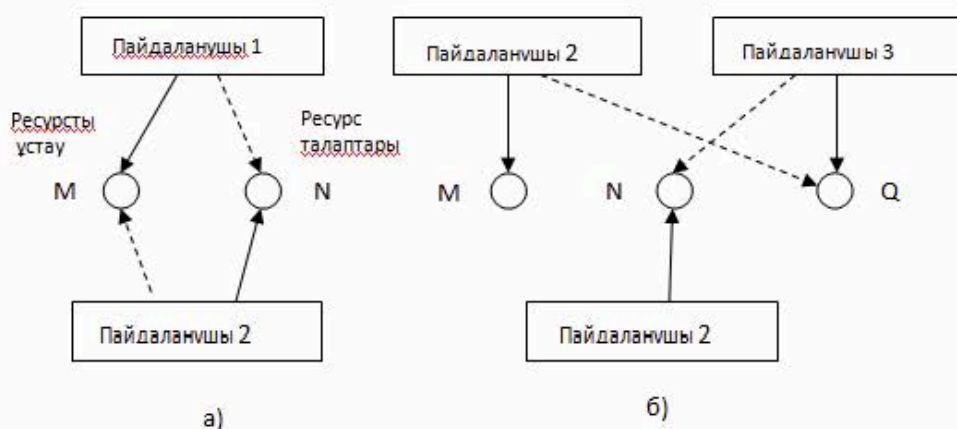 Пайдаланушы 1
Ресурсты
ұстау
Ресурс
талаптары
M
N
Пайдаланушы 2
а)
Пайдаланушы 2
Пайдаланушы 3
M
N
Q
Пайдаланушы 2
б)